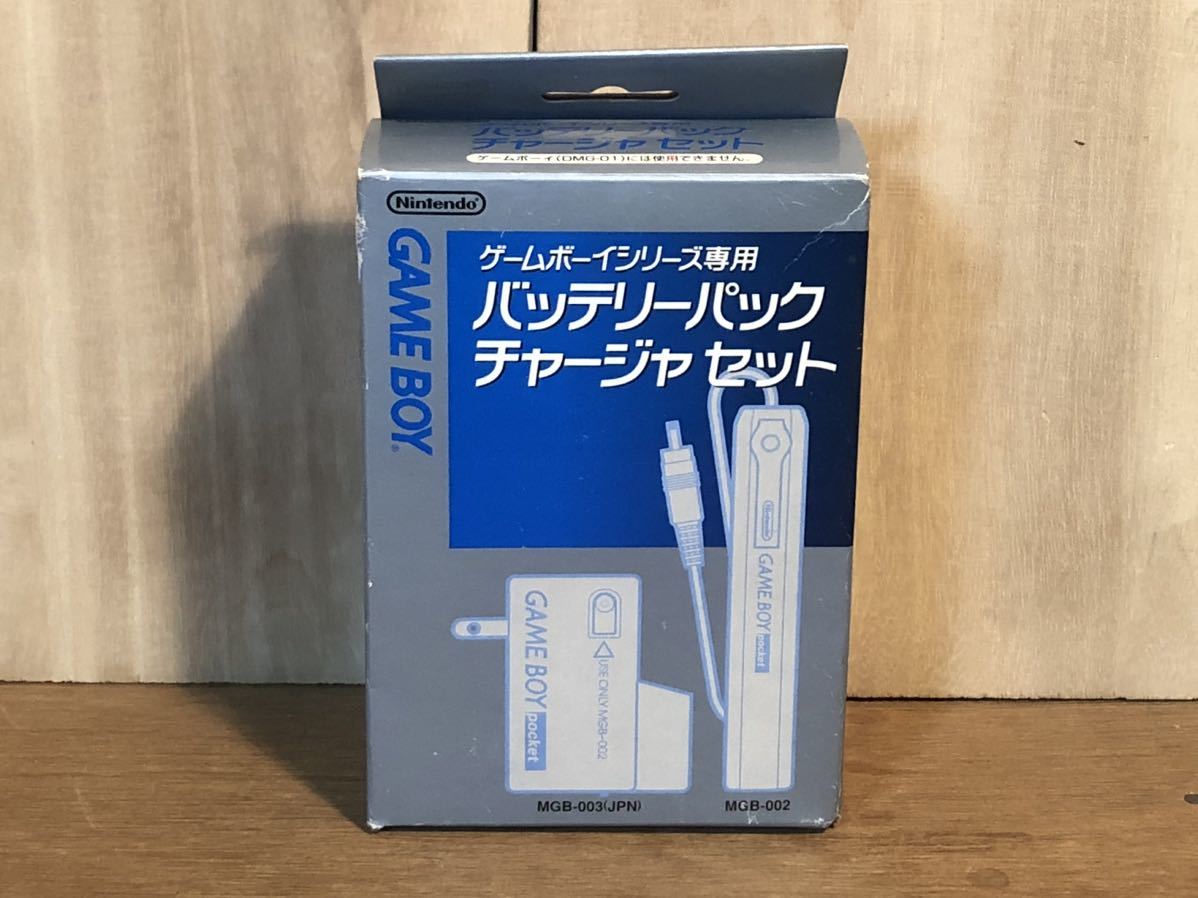 バッテリーパック
チャージャ セット
ゲームボーイ(DMG-01)には使用できません。
Nintendo
GAME BOY
ゲームボーイシリーズ専用
バッテリーパック
チャージャ セット
Nintendo
GAME BOY pocket
GAME BOY pocket
USE ONLY MGB-002
MGB-003(JPN)
MGB-002